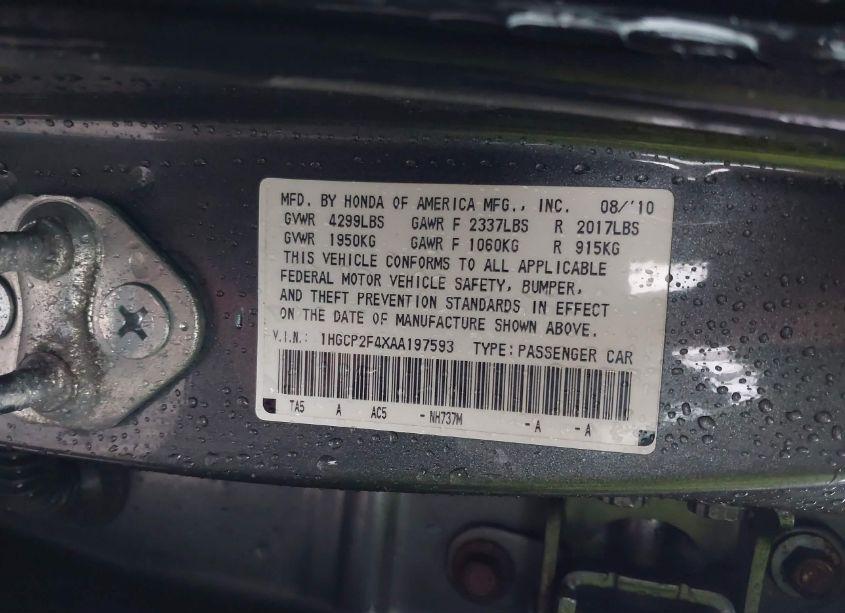 MFD. BY HONDA OF AMERICA MFG., INC. 08/'10
GVWR 4299LBS GAWR F 2337LBS R 2017LBS
GVWR 1950KG GAWR F 1060KG R 915KG
THIS VEHICLE CONFORMS TO ALL APPLICABLE
FEDERAL MOTOR VEHICLE SAFETY, BUMPER,
AND THEFT PREVENTION STANDARDS IN EFFECT
ON THE DATE OF MANUFACTURE SHOWN ABOVE.
V.I.N.: 1HGCP2F4XAA197593 TYPE:PASSENGER CAR
TA5 A AC5 - NH737M - A - A